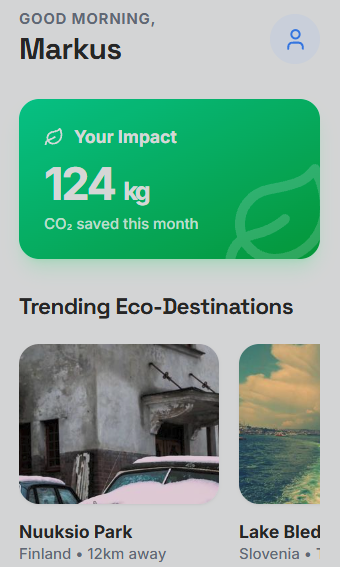 GOOD MORNING,
Markus
Your Impact
124 kg
CO₂ saved this month
Trending Eco-Destinations
Nuuksio Park
Finland • 12km away
Lake Bled
Slovenia •